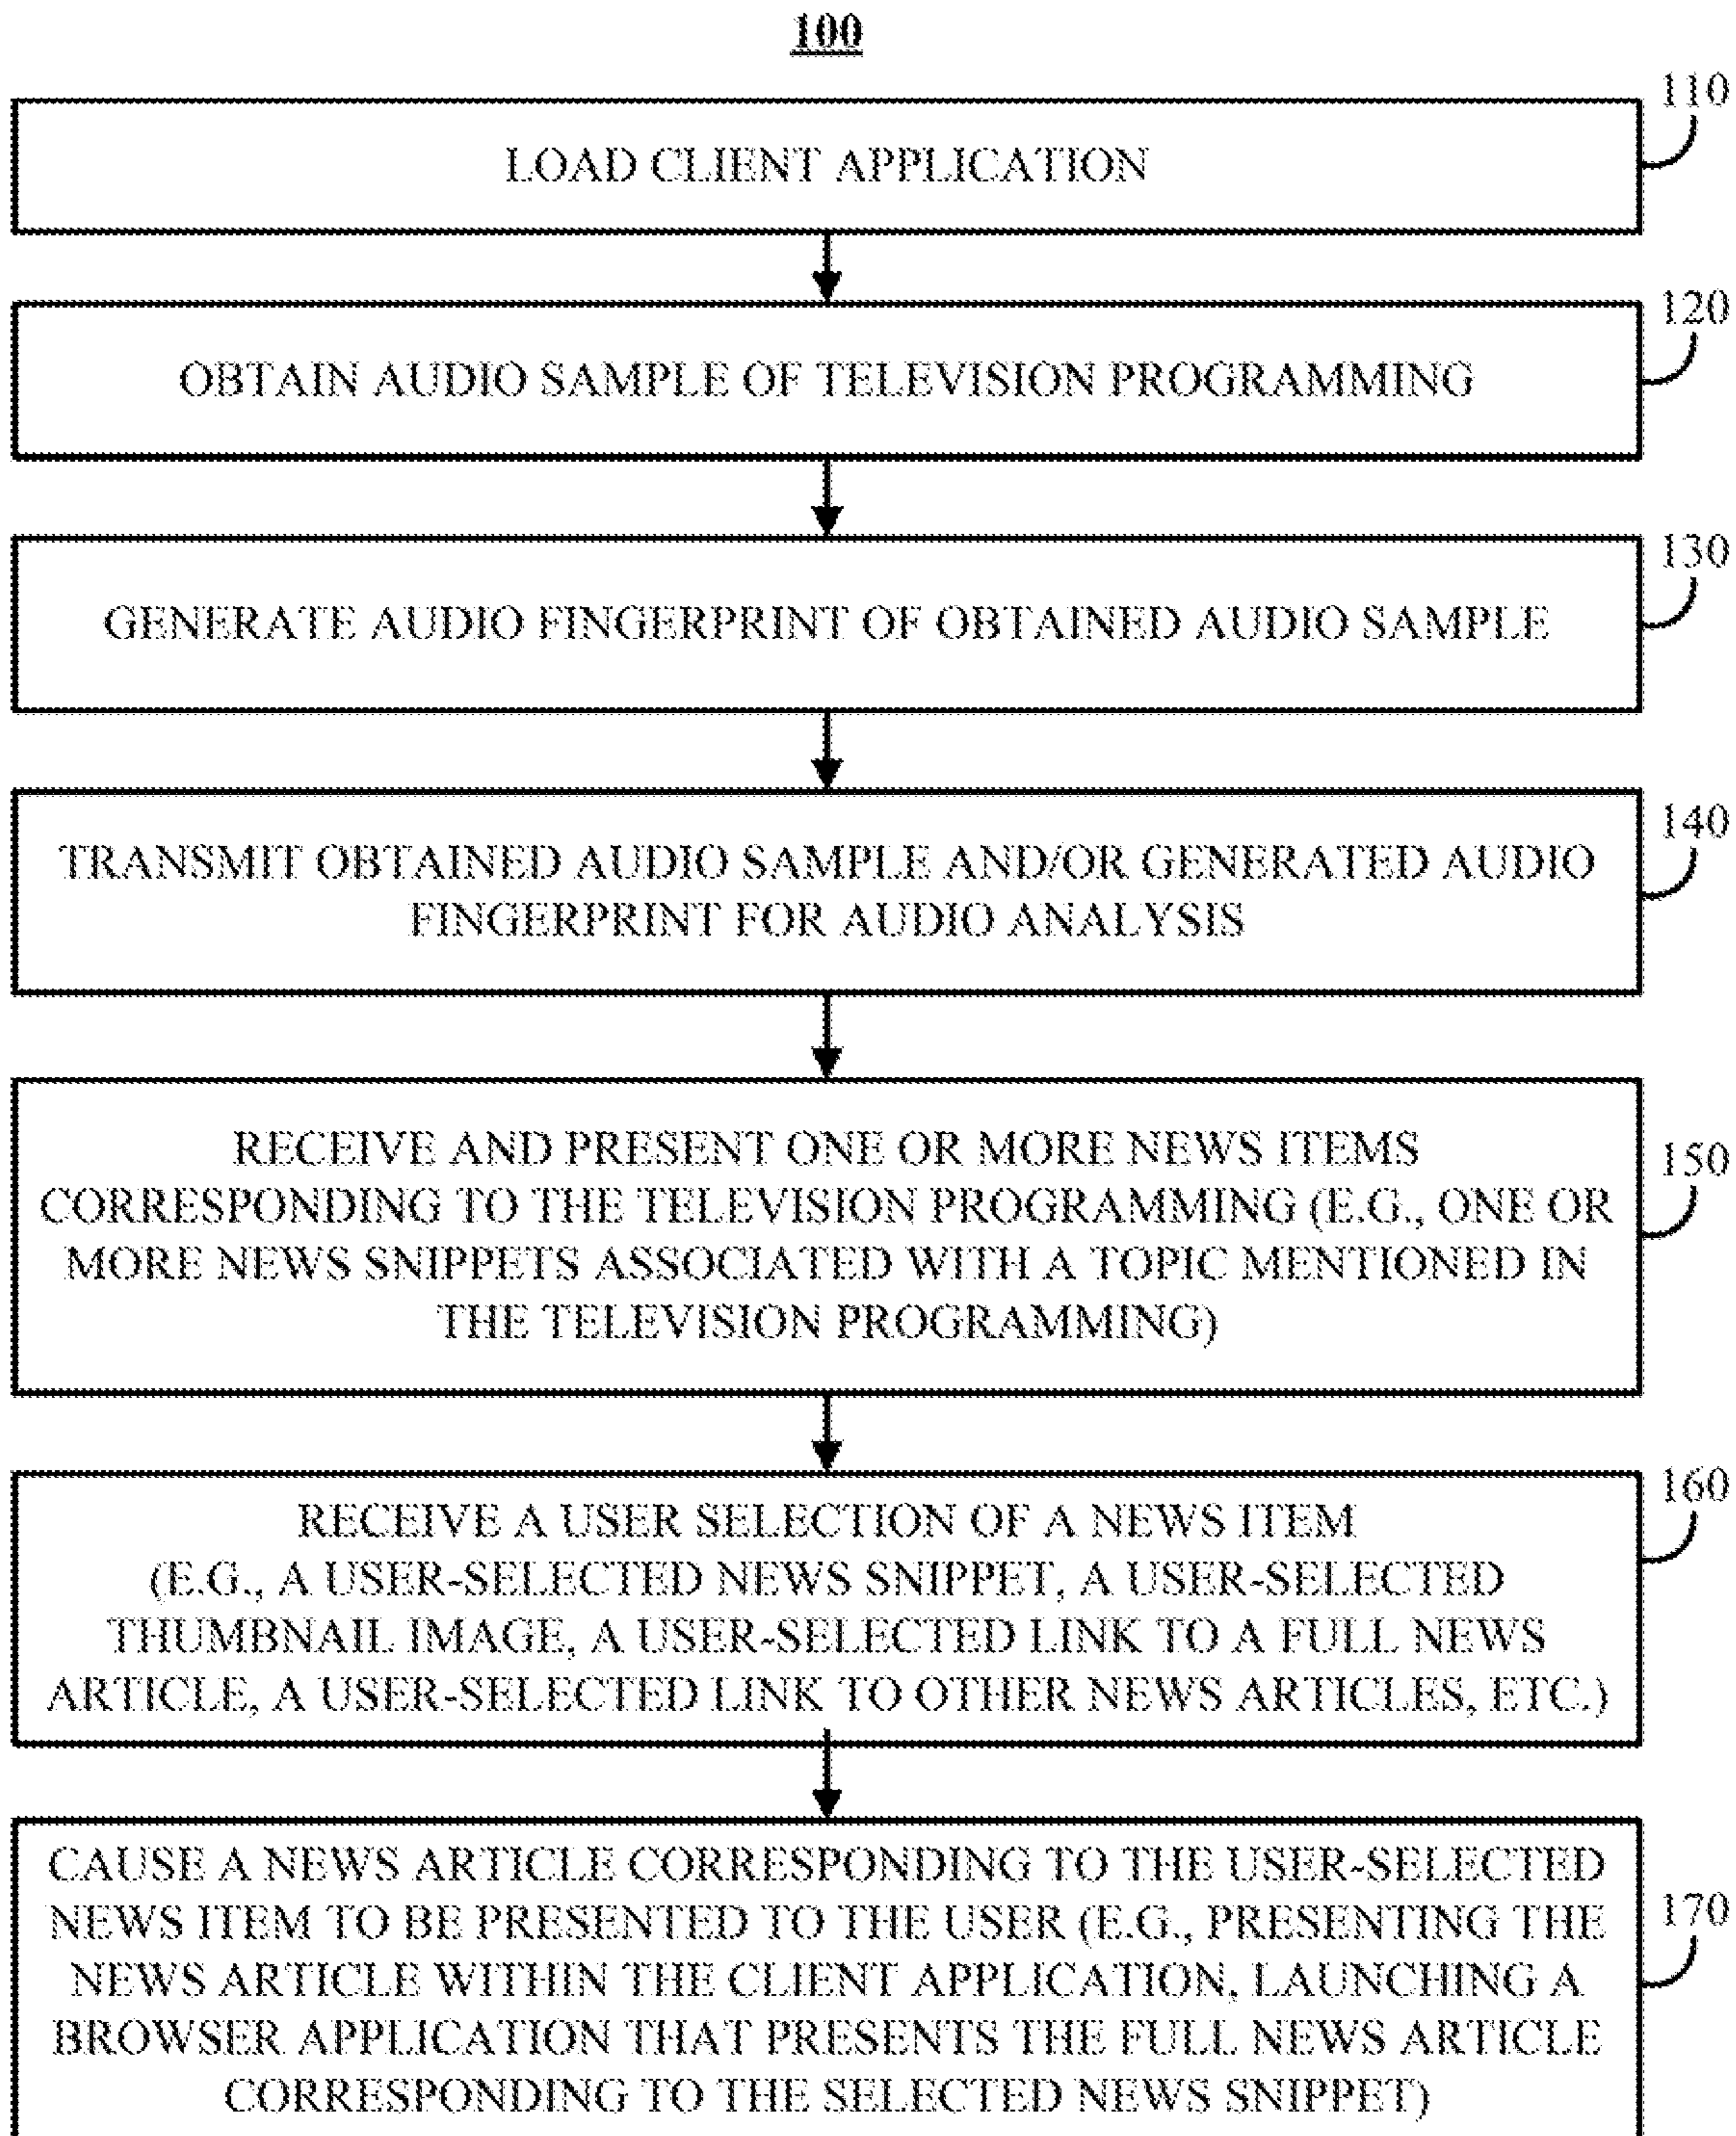 100
110
LOAD CLIENT APPLICATION
120
OBTAIN AUDIO SAMPLE OF TELEVISION PROGRAMMING
130
GENERATE AUDIO FINGERPRINT OF OBTAINED AUDIO SAMPLE
140
TRANSMIT OBTAINED AUDIO SAMPLE AND/OR GENERATED AUDIO
FINGERPRINT FOR AUDIO ANALYSIS
150
RECEIVE AND PRESENT ONE OR MORE NEWS ITEMS
CORRESPONDING TO THE TELEVISION PROGRAMMING (E.G., ONE OR
MORE NEWS SNIPPETS ASSOCIATED WITH A TOPIC MENTIONED IN
THE TELEVISION PROGRAMMING)
160
RECEIVE A USER SELECTION OF A NEWS ITEM
(E.G., A USER-SELECTED NEWS SNIPPET, A USER-SELECTED
THUMBNAIL IMAGE, A USER-SELECTED LINK TO A FULL NEWS
ARTICLE, A USER-SELECTED LINK TO OTHER NEWS ARTICLES, ETC.)
170
CAUSE A NEWS ARTICLE CORRESPONDING TO THE USER-SELECTED
NEWS ITEM TO BE PRESENTED TO THE USER (E.G., PRESENTING THE
NEWS ARTICLE WITHIN THE CLIENT APPLICATION, LAUNCHING A
BROWSER APPLICATION THAT PRESENTS THE FULL NEWS ARTICLE
CORRESPONDING TO THE SELECTED NEWS SNIPPET)